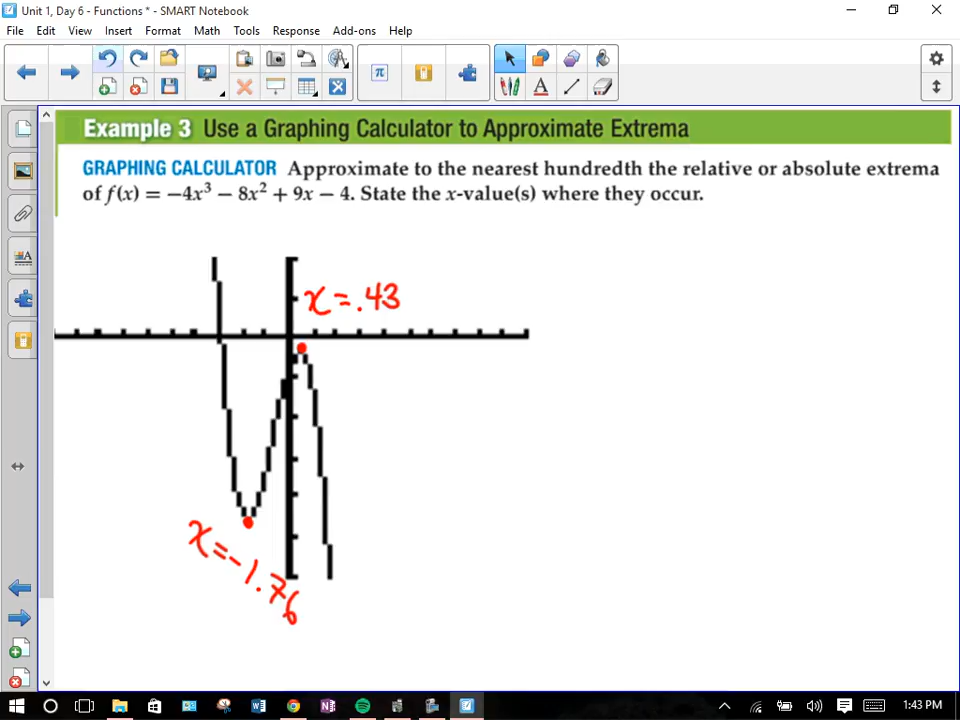 Unit 1, Day 6 - Functions * - SMART Notebook
File Edit View Insert Format Math Tools Response Add-ons Help
Example 3 Use a Graphing Calculator to Approximate Extrema
GRAPHING CALCULATOR Approximate to the nearest hundredth the relative or absolute extrema
of f(x) = −4x³ − 8x² + 9x − 4. State the x-value(s) where they occur.
x = .43
x = -1.76
1:43 PM